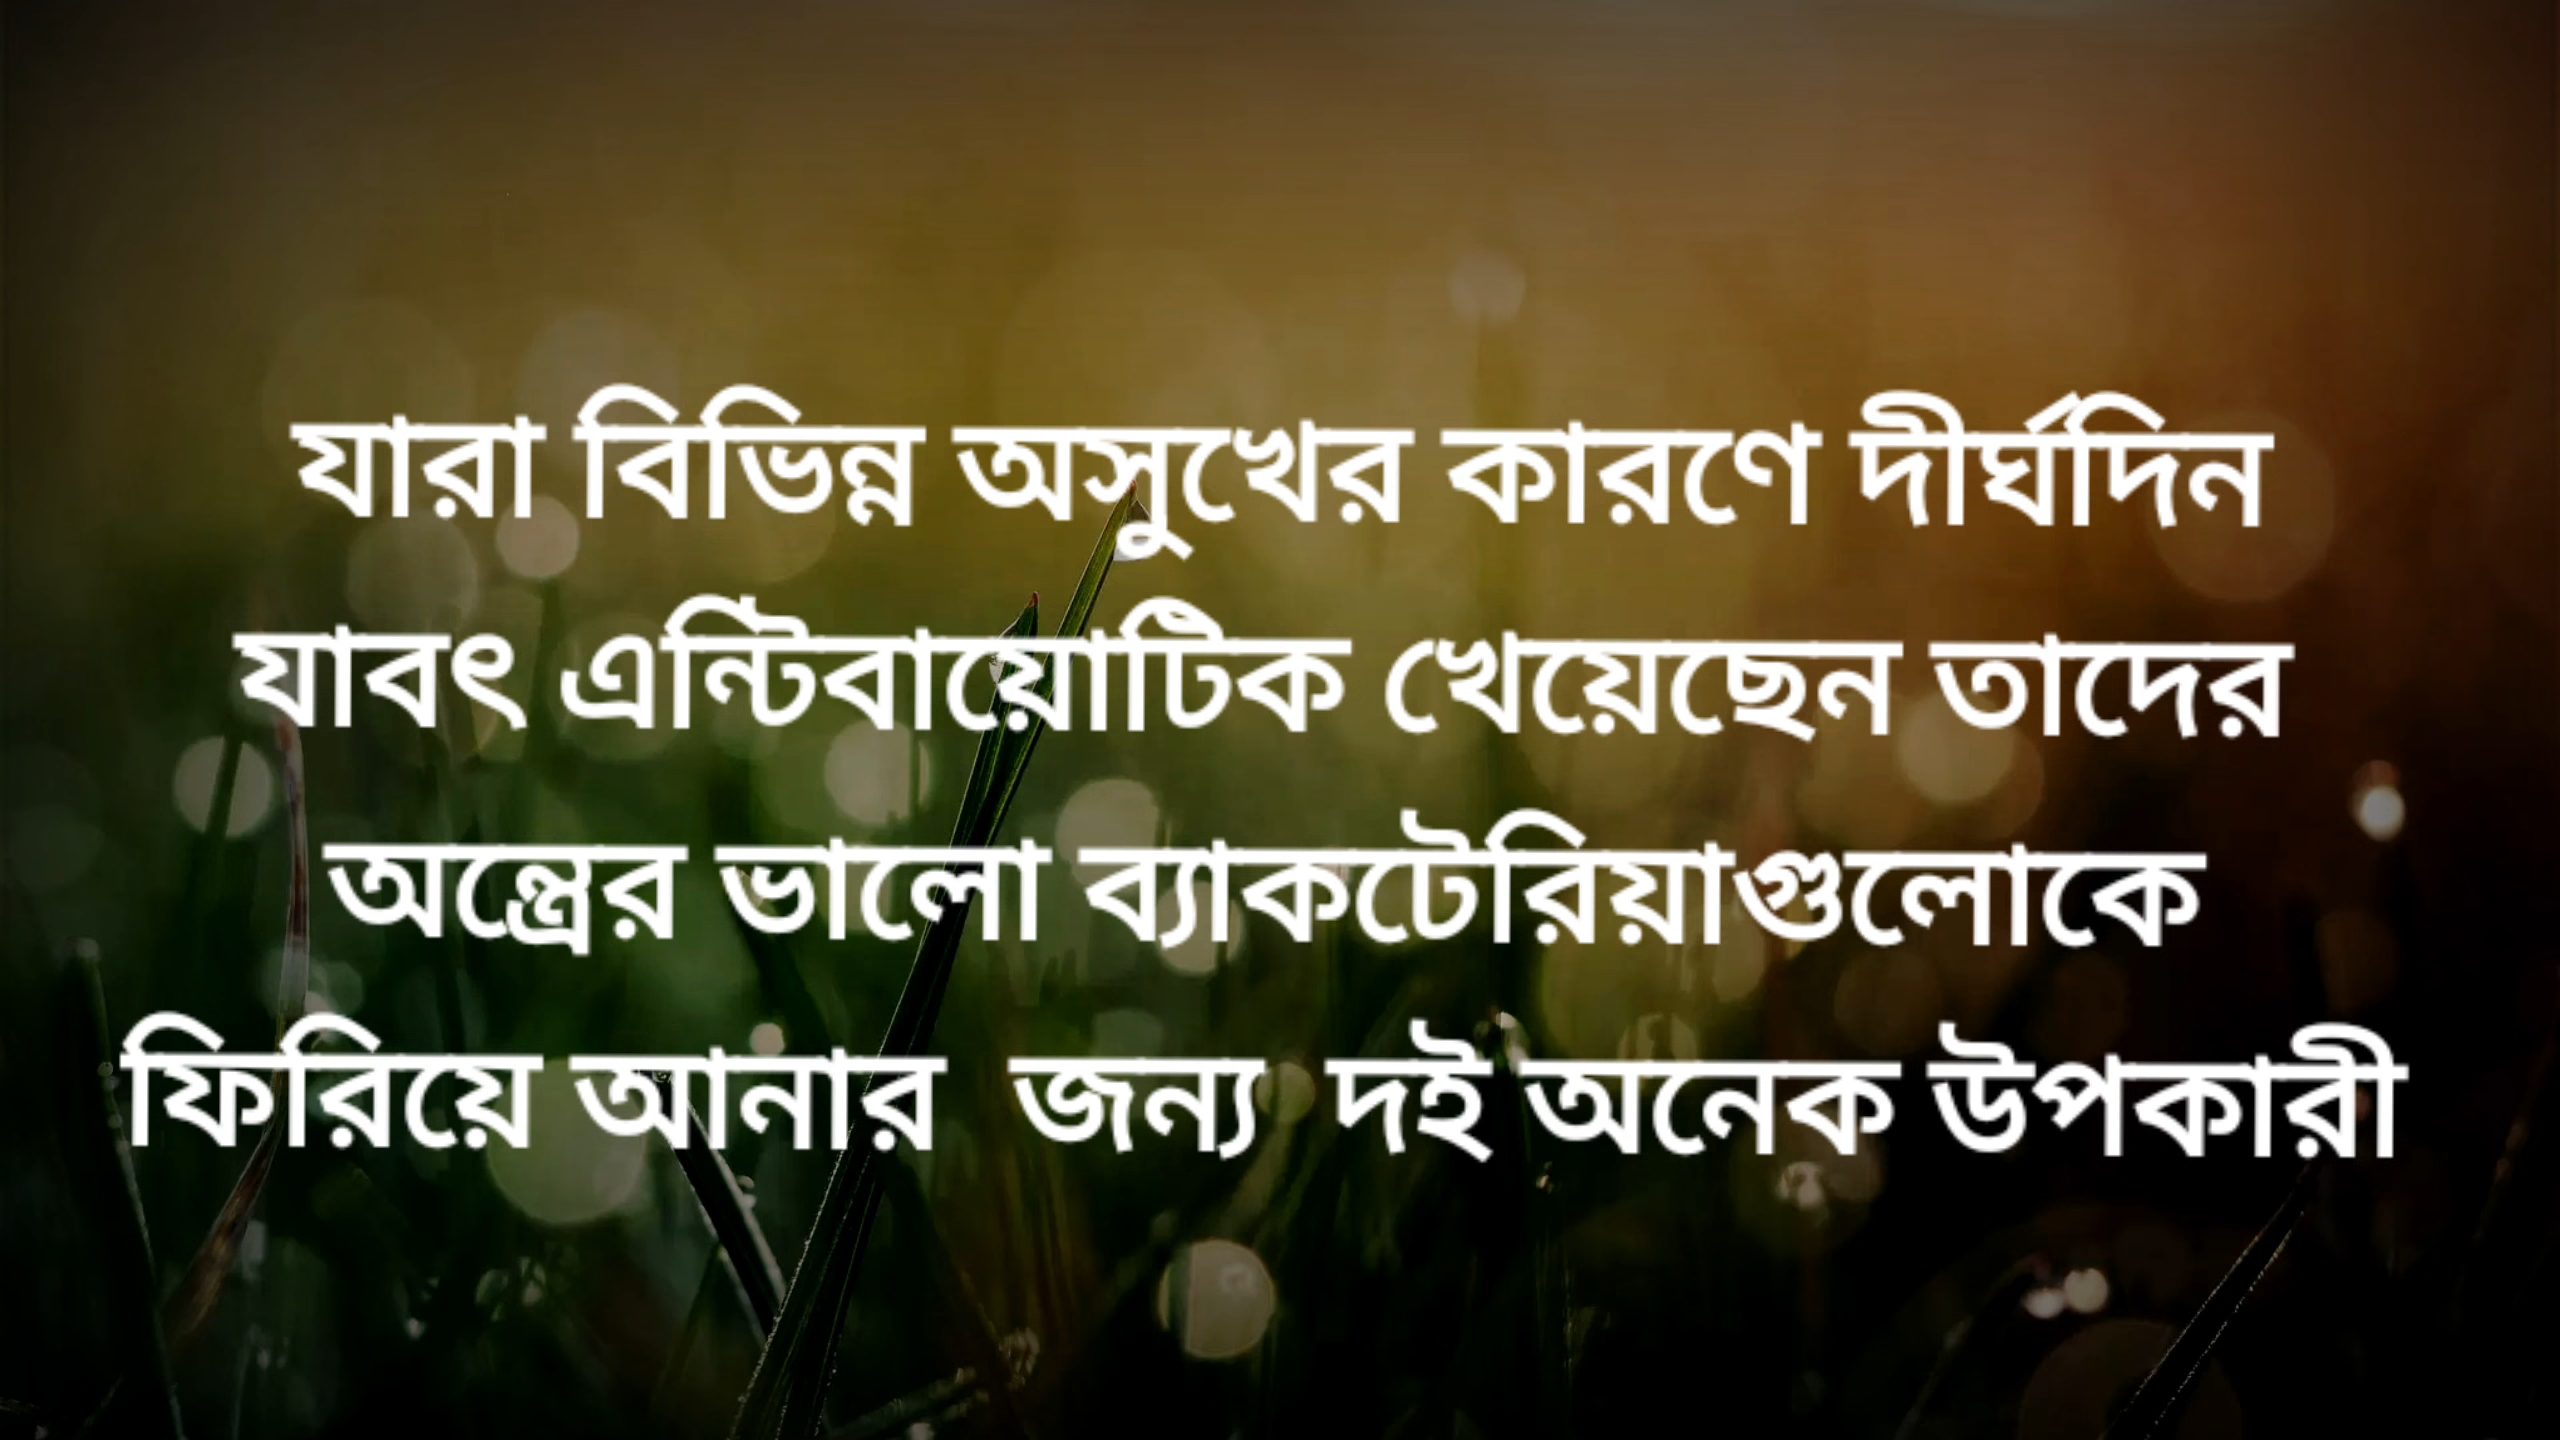 যারা বিভিন্ন অসুখের কারণে দীর্ঘদিন
যাবৎ এন্টিবায়োটিক খেয়েছেন তাদের
অন্ত্রের ভালো ব্যাকটেরিয়াগুলোকে
ফিরিয়ে আনার জন্য দই অনেক উপকারী